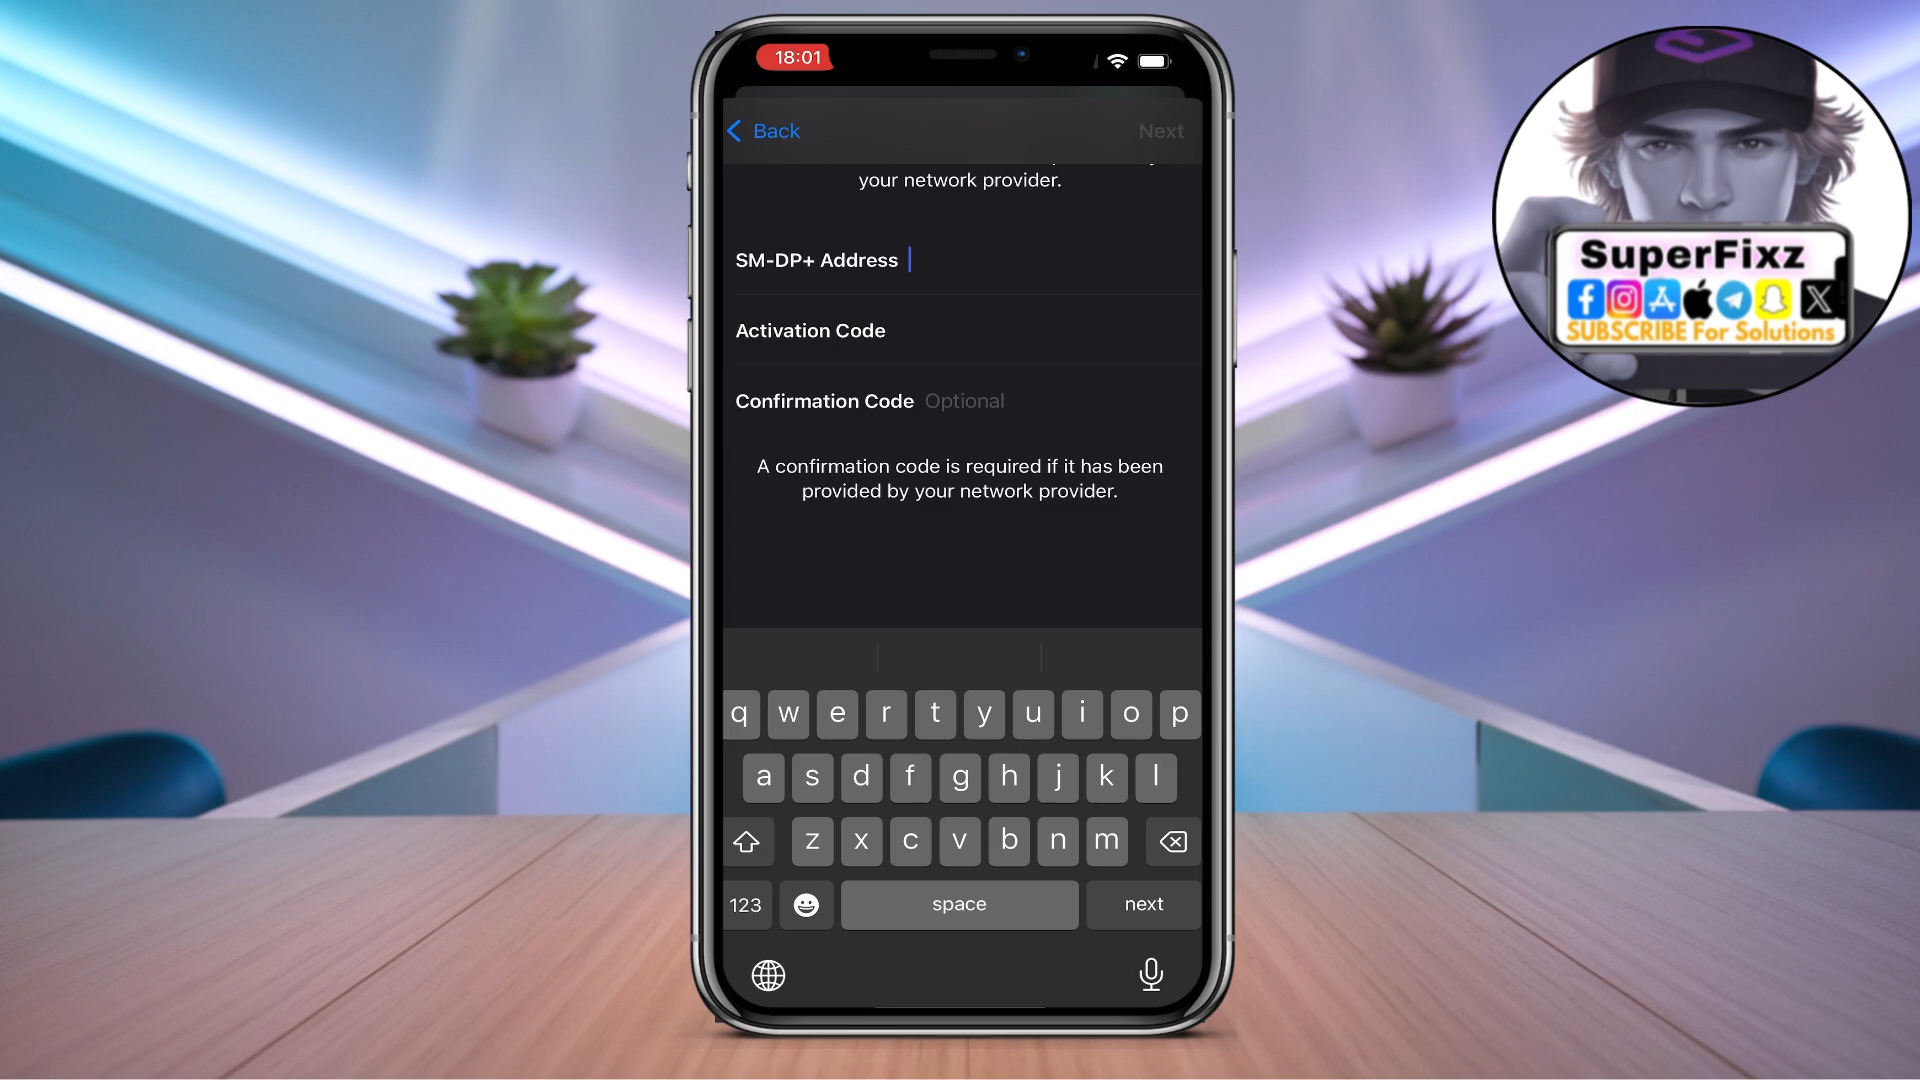 18:01
Back
Next
your network provider.
SM-DP+ Address
Activation Code
Confirmation Code Optional
A confirmation code is required if it has been
provided by your network provider.
q w e r t y u i o p
a s d f g h j k l
z x c v b n m
123 space next
SuperFixz
SUBSCRIBE For Solutions